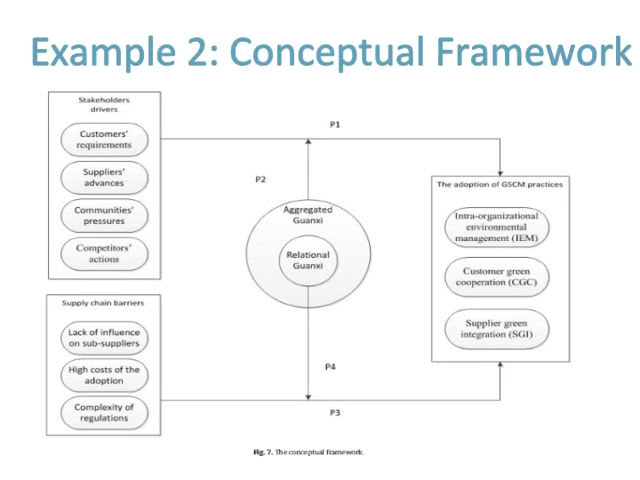 Example 2: Conceptual Framework
Stakeholders
drivers
Customers'
requirements
Suppliers'
advances
Communities'
pressures
Competitors'
actions
P1
P2
Aggregated
Guanxi
Relational
Guanxi
The adoption of GSCM practices
Intra-organizational
environmental
management (IEM)
Customer green
cooperation (CGC)
Supplier green
integration (SGI)
Supply chain barriers
Lack of influence
on sub-suppliers
High costs of the
adoption
Complexity of
regulations
P4
P3
Fig. 7. The conceptual framework.